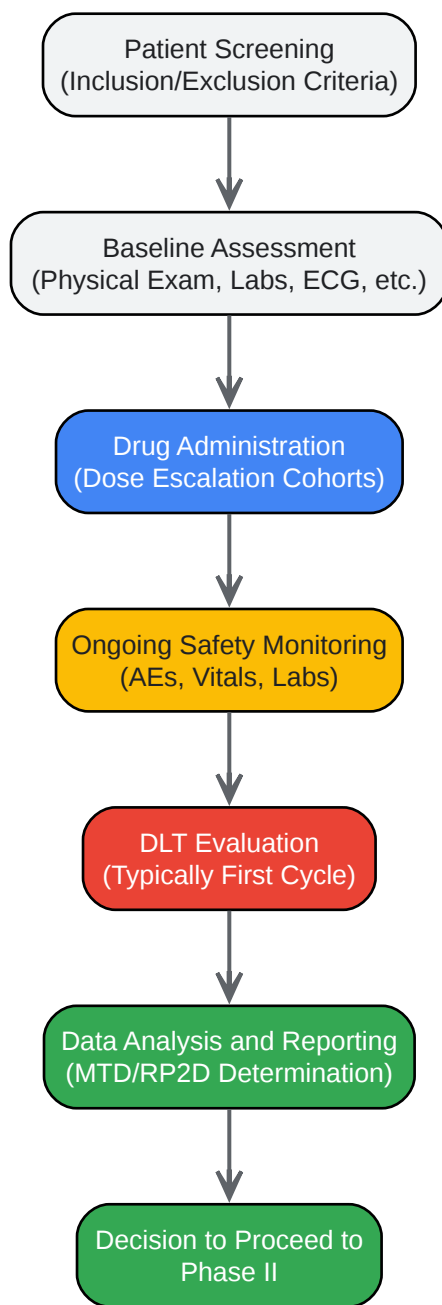 Patient Screening
(Inclusion/Exclusion Criteria)
Baseline Assessment
(Physical Exam, Labs, ECG, etc.)
Drug Administration
(Dose Escalation Cohorts)
Ongoing Safety Monitoring
(AEs, Vitals, Labs)
DLT Evaluation
(Typically First Cycle)
Data Analysis and Reporting
(MTD/RP2D Determination)
Decision to Proceed to
Phase II